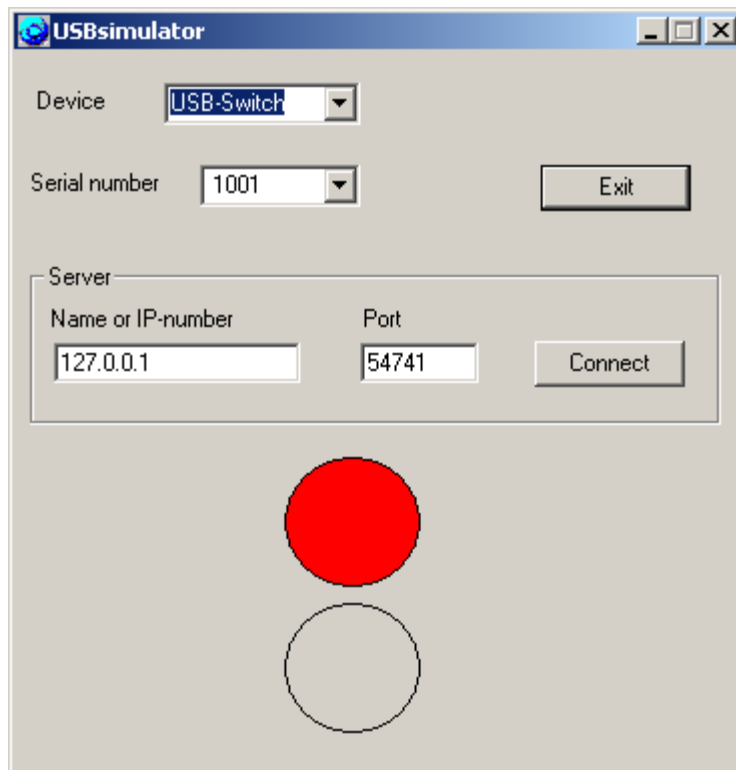 USBsimulator
Device USB-Switch
Serial number 1001
Exit
Server
Name or IP-number Port
127.0.0.1 54741 Connect